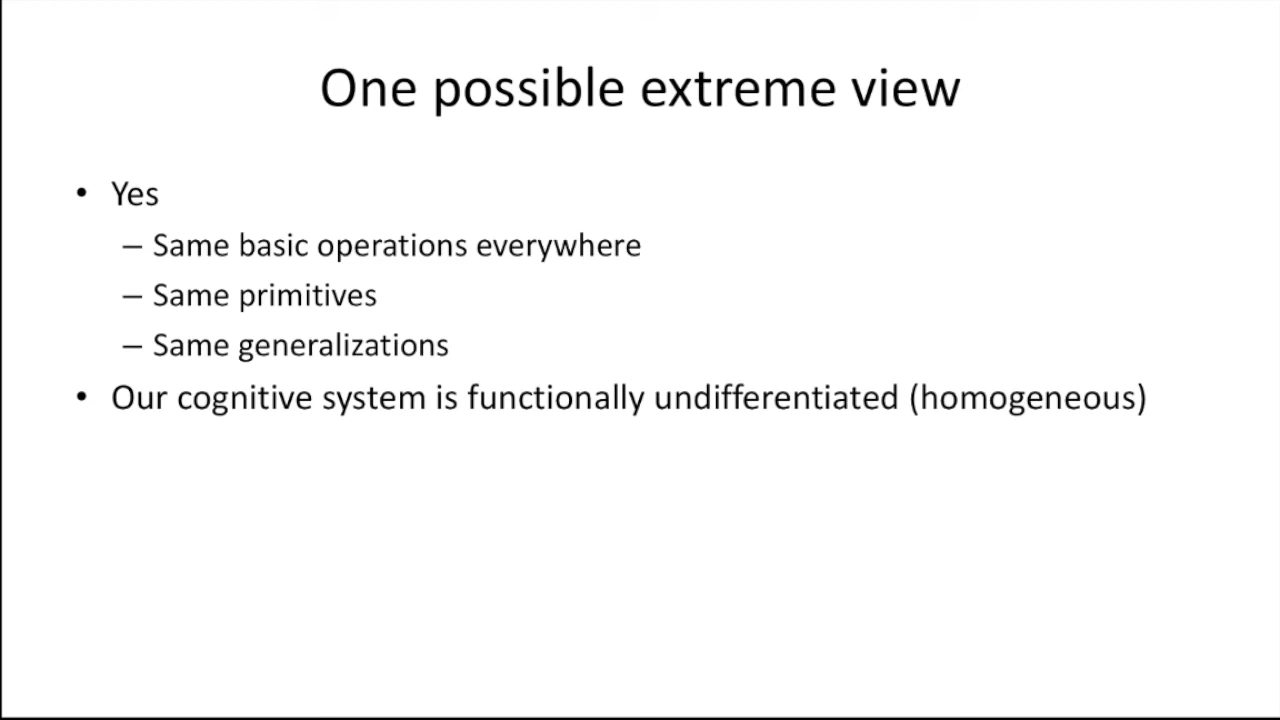 One possible extreme view
• Yes
– Same basic operations everywhere
– Same primitives
– Same generalizations
• Our cognitive system is functionally undifferentiated (homogeneous)